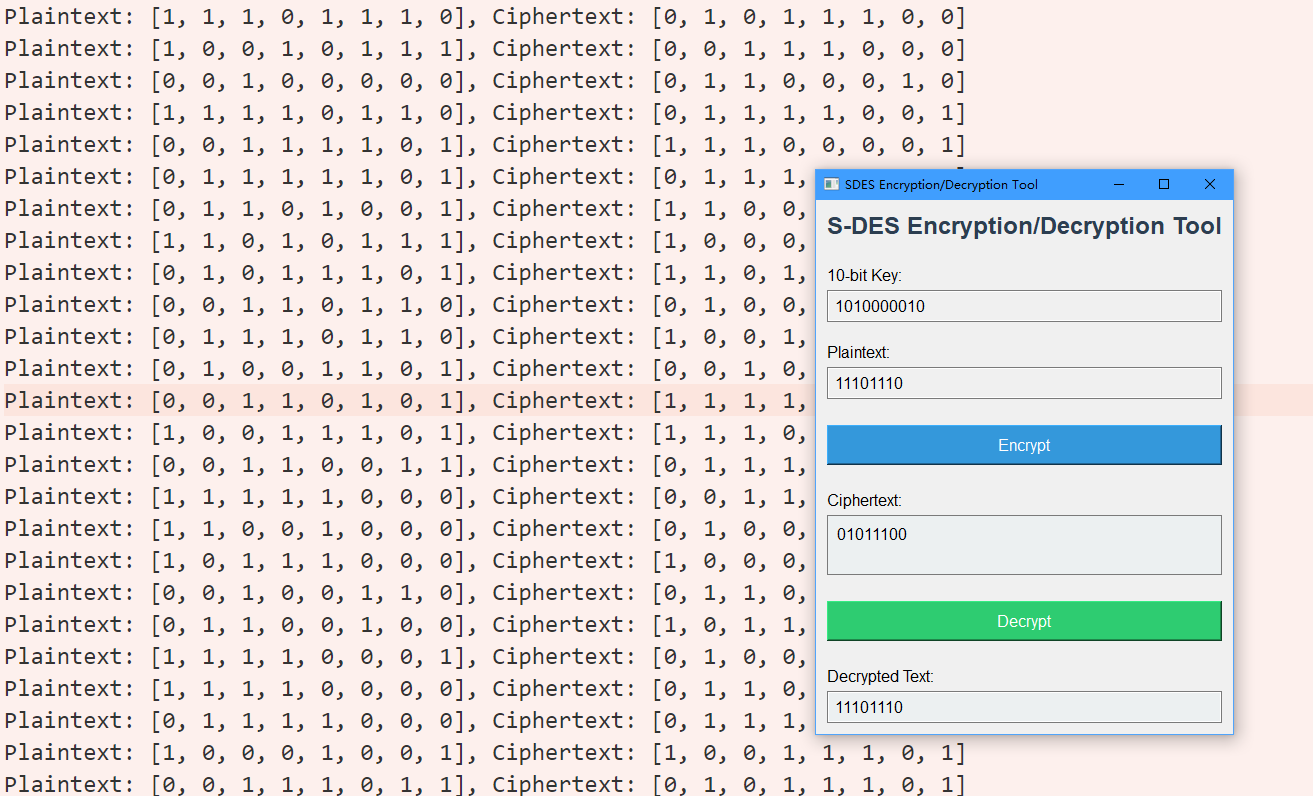 Plaintext: [1, 1, 1, 0, 1, 1, 1, 0], Ciphertext: [0, 1, 0, 1, 1, 1, 0, 0]
Plaintext: [1, 0, 0, 1, 0, 1, 1, 1], Ciphertext: [0, 0, 1, 1, 1, 0, 0, 0]
Plaintext: [0, 0, 1, 0, 0, 0, 0, 0], Ciphertext: [0, 1, 1, 0, 0, 0, 1, 0]
Plaintext: [1, 1, 1, 1, 0, 1, 1, 0], Ciphertext: [0, 1, 1, 1, 1, 0, 0, 1]
Plaintext: [0, 0, 1, 1, 1, 1, 0, 1], Ciphertext: [1, 1, 1, 0, 0, 0, 0, 1]
Plaintext: [0, 1, 1, 1, 1, 1, 0, 1], Ciphertext: [0, 1, 1, 1,
Plaintext: [0, 1, 1, 0, 1, 0, 0, 1], Ciphertext: [1, 1, 0, 0,
Plaintext: [1, 1, 0, 1, 0, 1, 1, 1], Ciphertext: [1, 0, 0, 0,
Plaintext: [0, 1, 0, 1, 1, 1, 0, 1], Ciphertext: [1, 1, 0, 1,
Plaintext: [0, 0, 1, 1, 0, 1, 1, 0], Ciphertext: [0, 1, 0, 0,
Plaintext: [0, 1, 1, 1, 0, 1, 1, 0], Ciphertext: [1, 0, 0, 1,
Plaintext: [0, 1, 0, 0, 1, 1, 0, 1], Ciphertext: [0, 0, 1, 0,
Plaintext: [0, 0, 1, 1, 0, 1, 0, 1], Ciphertext: [1, 1, 1, 1,
Plaintext: [1, 0, 0, 1, 1, 1, 0, 1], Ciphertext: [1, 1, 1, 0,
Plaintext: [0, 0, 1, 1, 0, 0, 1, 1], Ciphertext: [0, 1, 1, 1,
Plaintext: [1, 1, 1, 1, 1, 0, 0, 0], Ciphertext: [0, 0, 1, 1,
Plaintext: [1, 1, 0, 0, 1, 0, 0, 0], Ciphertext: [0, 1, 0, 0,
Plaintext: [1, 0, 1, 1, 1, 0, 0, 0], Ciphertext: [1, 0, 0, 0,
Plaintext: [0, 0, 1, 0, 0, 1, 1, 0], Ciphertext: [0, 1, 1, 0,
Plaintext: [0, 1, 1, 0, 0, 1, 0, 0], Ciphertext: [1, 0, 1, 1,
Plaintext: [1, 1, 1, 1, 0, 0, 0, 1], Ciphertext: [0, 1, 0, 0,
Plaintext: [1, 1, 1, 1, 0, 0, 0, 0], Ciphertext: [0, 1, 1, 0,
Plaintext: [0, 1, 1, 1, 1, 0, 0, 0], Ciphertext: [0, 1, 1, 1,
Plaintext: [1, 0, 0, 0, 1, 0, 0, 1], Ciphertext: [1, 0, 0, 1, 1, 1, 0, 1]
Plaintext: [0, 0, 1, 1, 1, 0, 1, 1], Ciphertext: [0, 1, 0, 1, 1, 1, 0, 1]
SDES Encryption/Decryption Tool
S-DES Encryption/Decryption Tool
10-bit Key:
1010000010
Plaintext:
11101110
Encrypt
Ciphertext:
01011100
Decrypt
Decrypted Text:
11101110